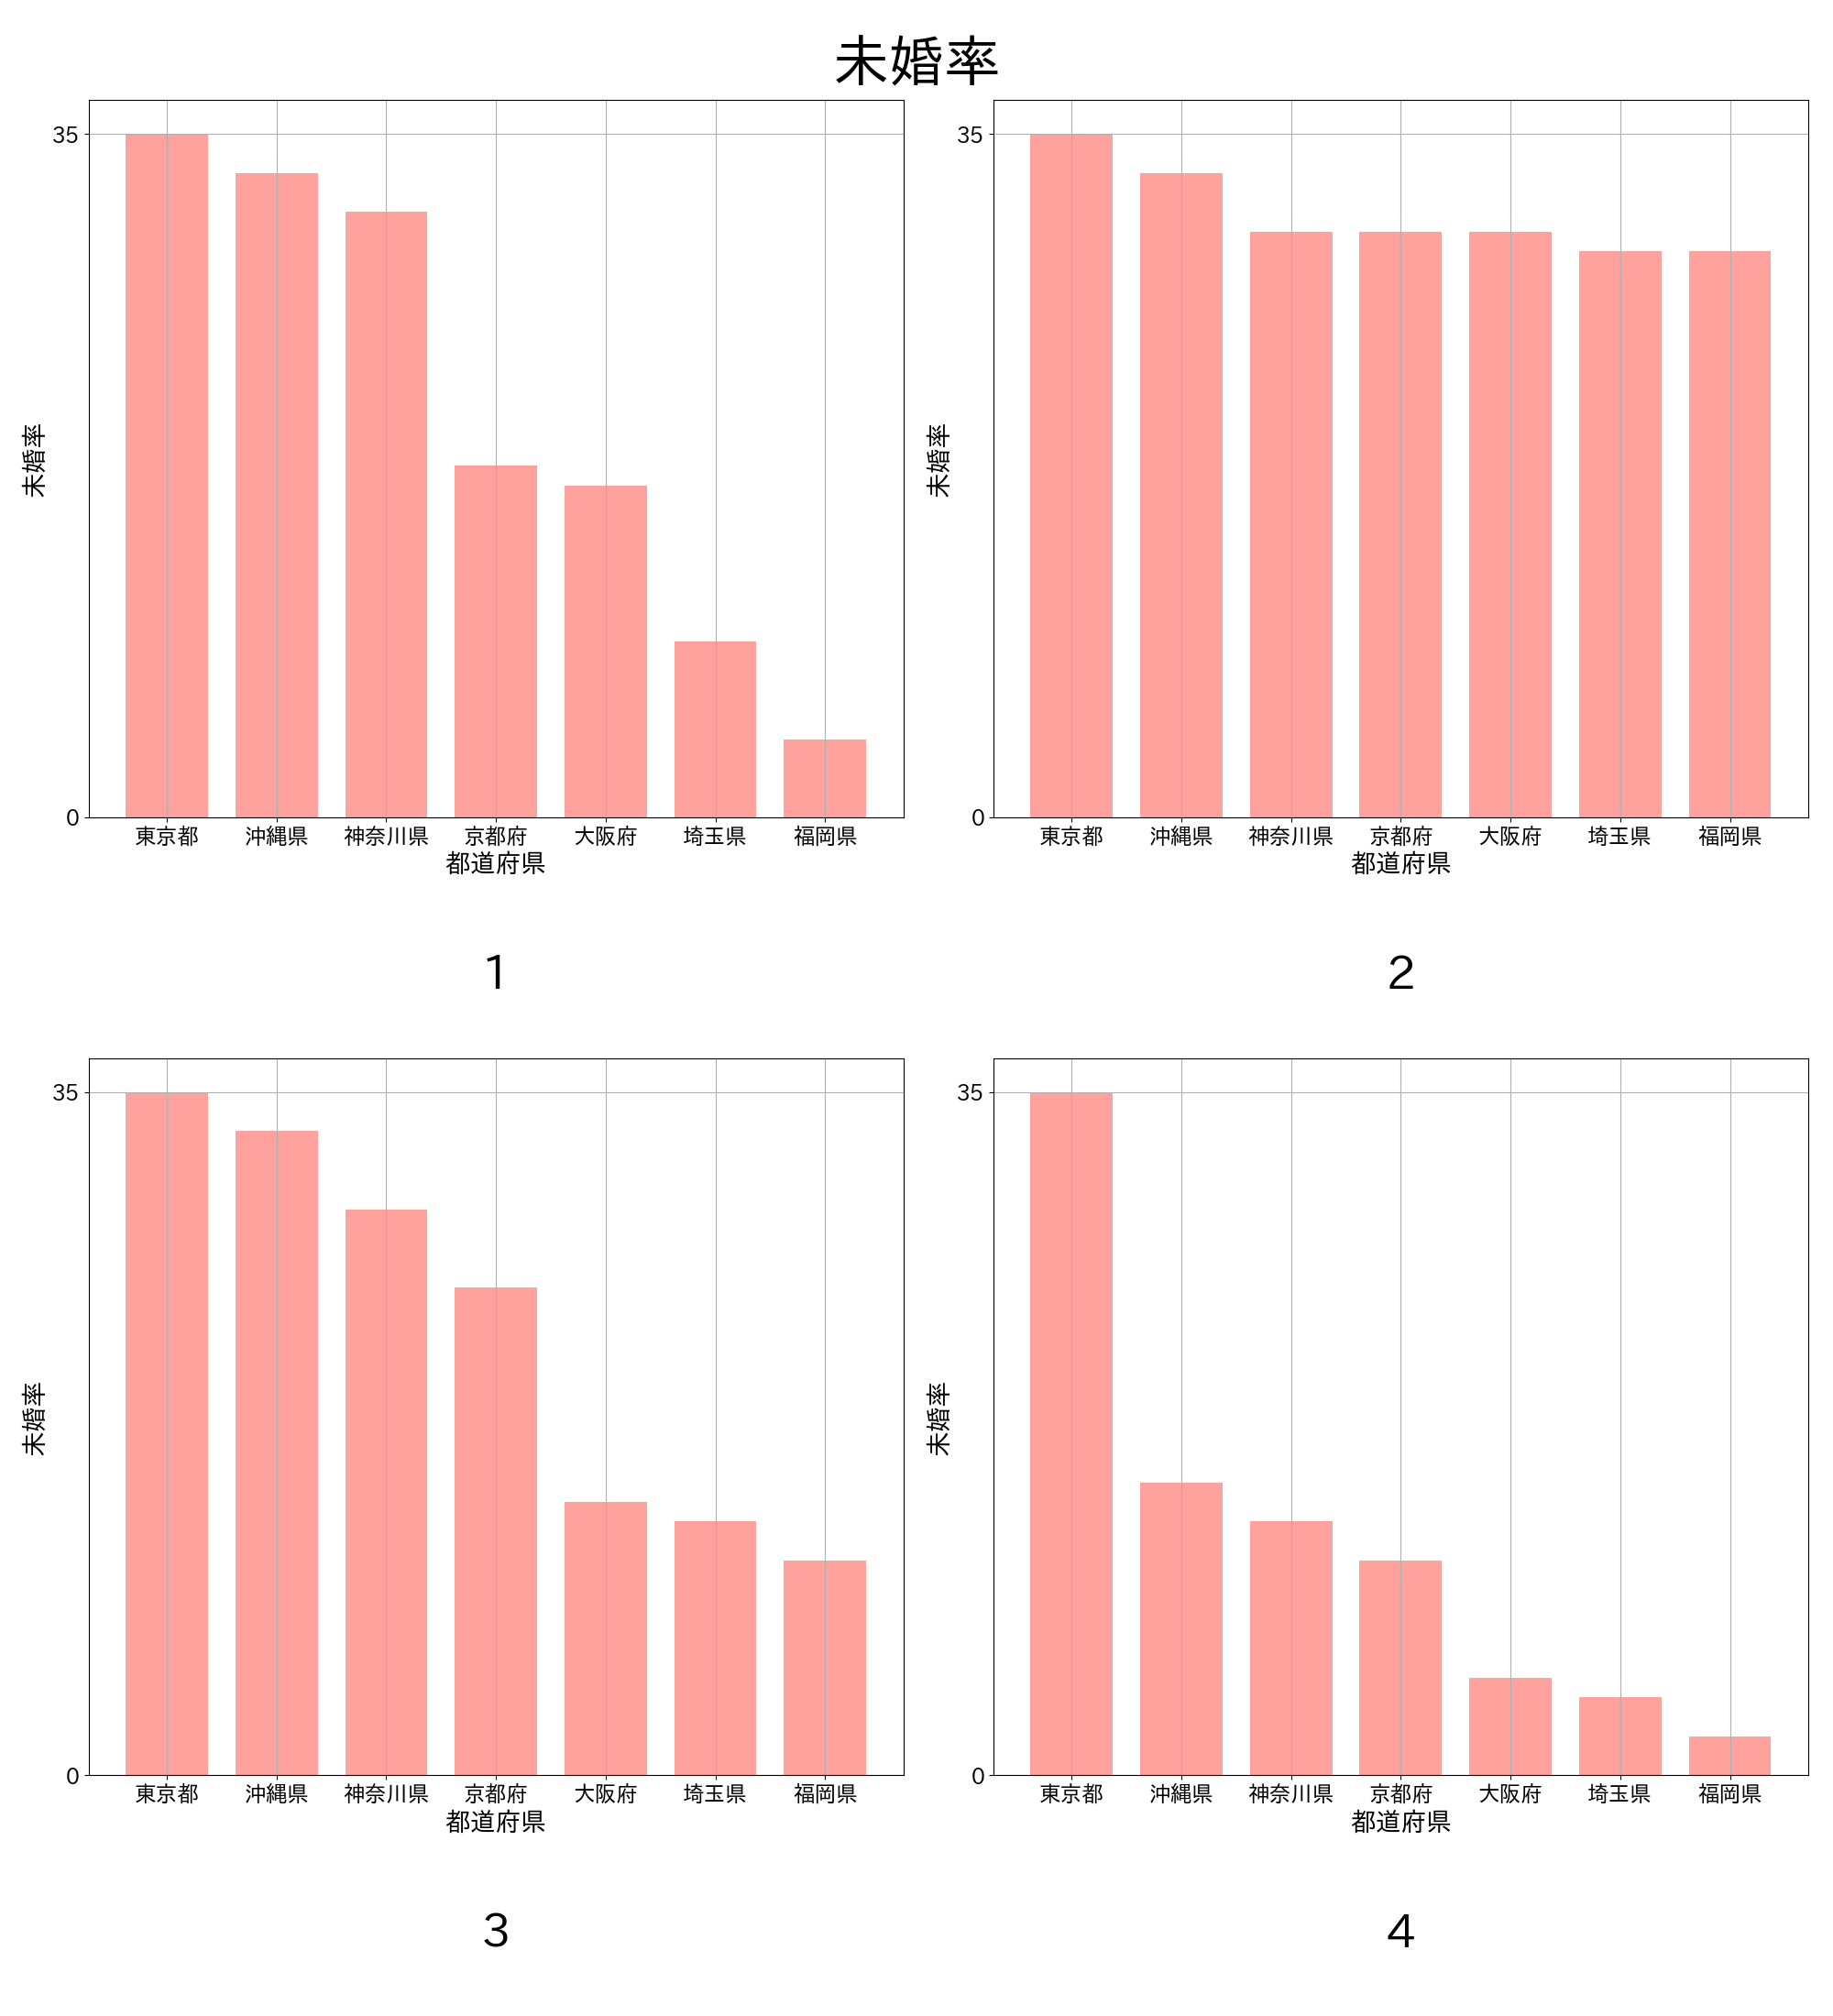 未婚率
35
0
未婚率
東京都 沖縄県 神奈川県 京都府 大阪府 埼玉県 福岡県
都道府県
1
35
0
未婚率
東京都 沖縄県 神奈川県 京都府 大阪府 埼玉県 福岡県
都道府県
2
35
0
未婚率
東京都 沖縄県 神奈川県 京都府 大阪府 埼玉県 福岡県
都道府県
3
35
0
未婚率
東京都 沖縄県 神奈川県 京都府 大阪府 埼玉県 福岡県
都道府県
4